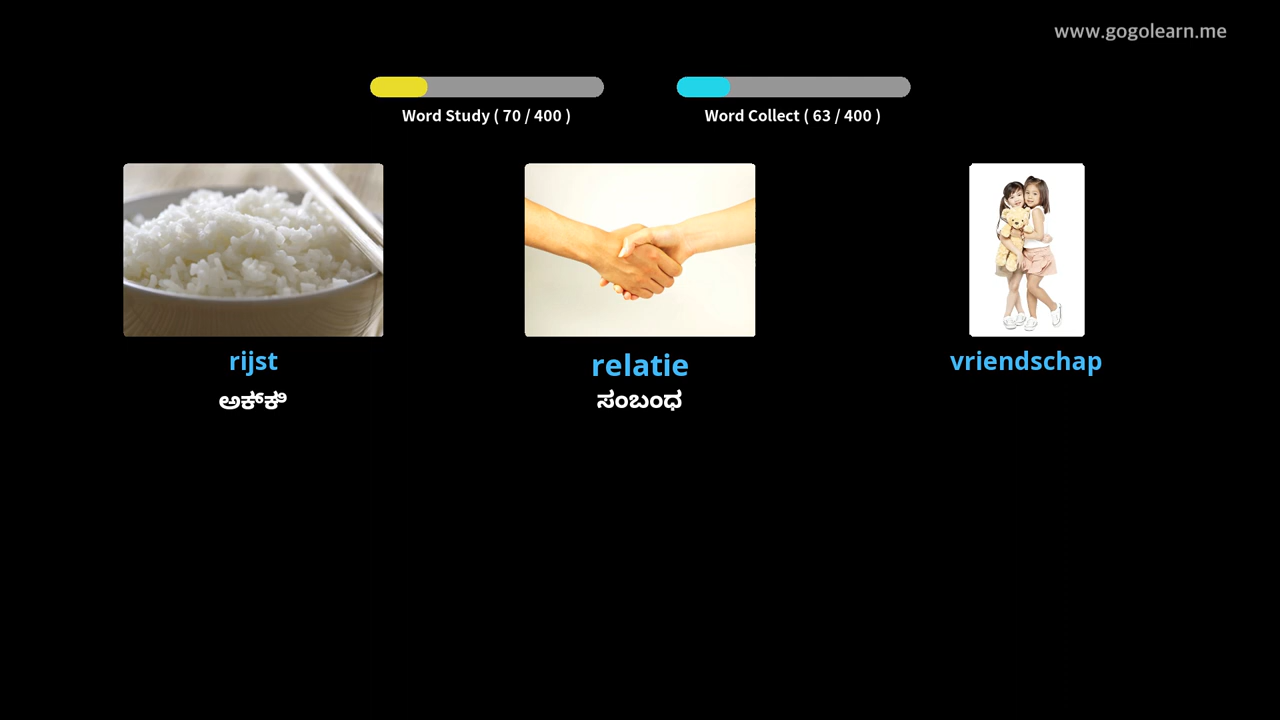 www.gogolearn.me
Word Study ( 70 / 400 )
Word Collect ( 63 / 400 )
rijst
relatie
vriendschap
ಅಕ್ಕಿ
ಸಂಬಂಧ